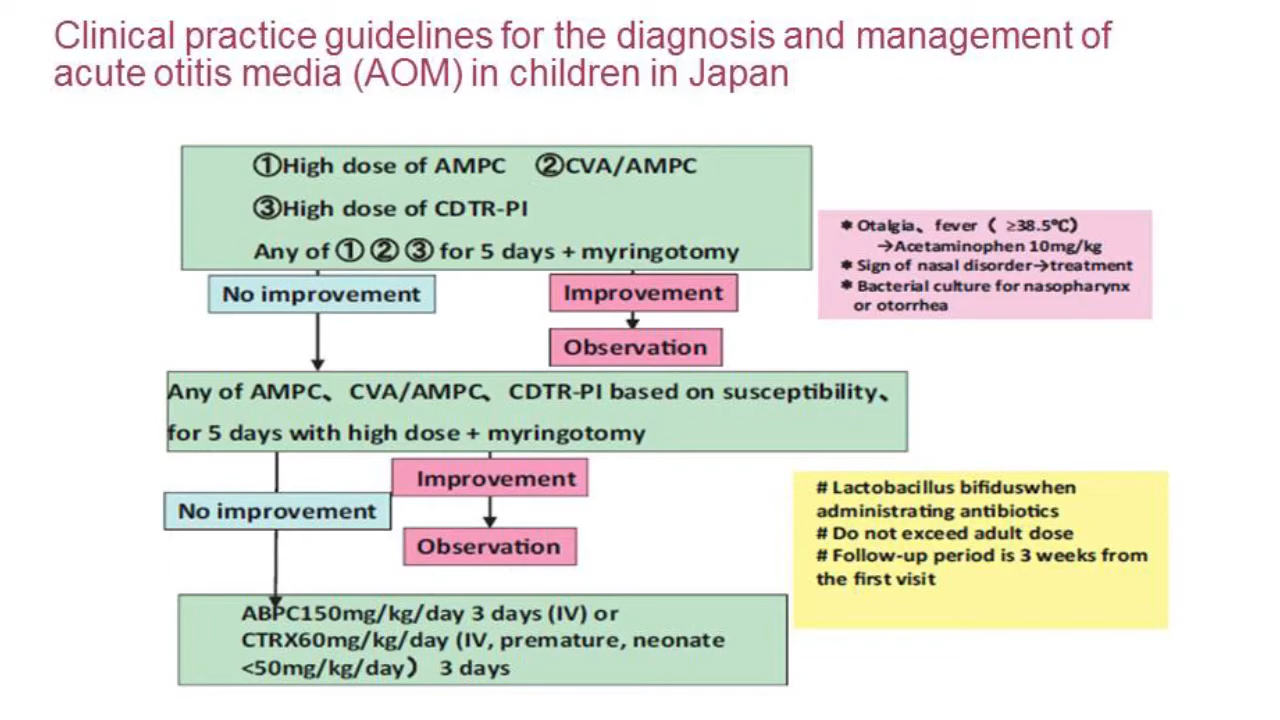 Clinical practice guidelines for the diagnosis and management of
acute otitis media (AOM) in children in Japan
①High dose of AMPC ②CVA/AMPC
③High dose of CDTR-PI
Any of ① ② ③ for 5 days + myringotomy
No improvement
Improvement
Observation
＊ Otalgia、fever（ ≥38.5℃）
→Acetaminophen 10mg/kg
＊ Sign of nasal disorder→treatment
＊ Bacterial culture for nasopharynx
or otorrhea
Any of AMPC、CVA/AMPC、CDTR-PI based on susceptibility、
for 5 days with high dose + myringotomy
Improvement
No improvement
Observation
# Lactobacillus bifiduswhen
administrating antibiotics
# Do not exceed adult dose
# Follow-up period is 3 weeks from
the first visit
ABPC150mg/kg/day 3 days (IV) or
CTRX60mg/kg/day (IV, premature, neonate
<50mg/kg/day） 3 days